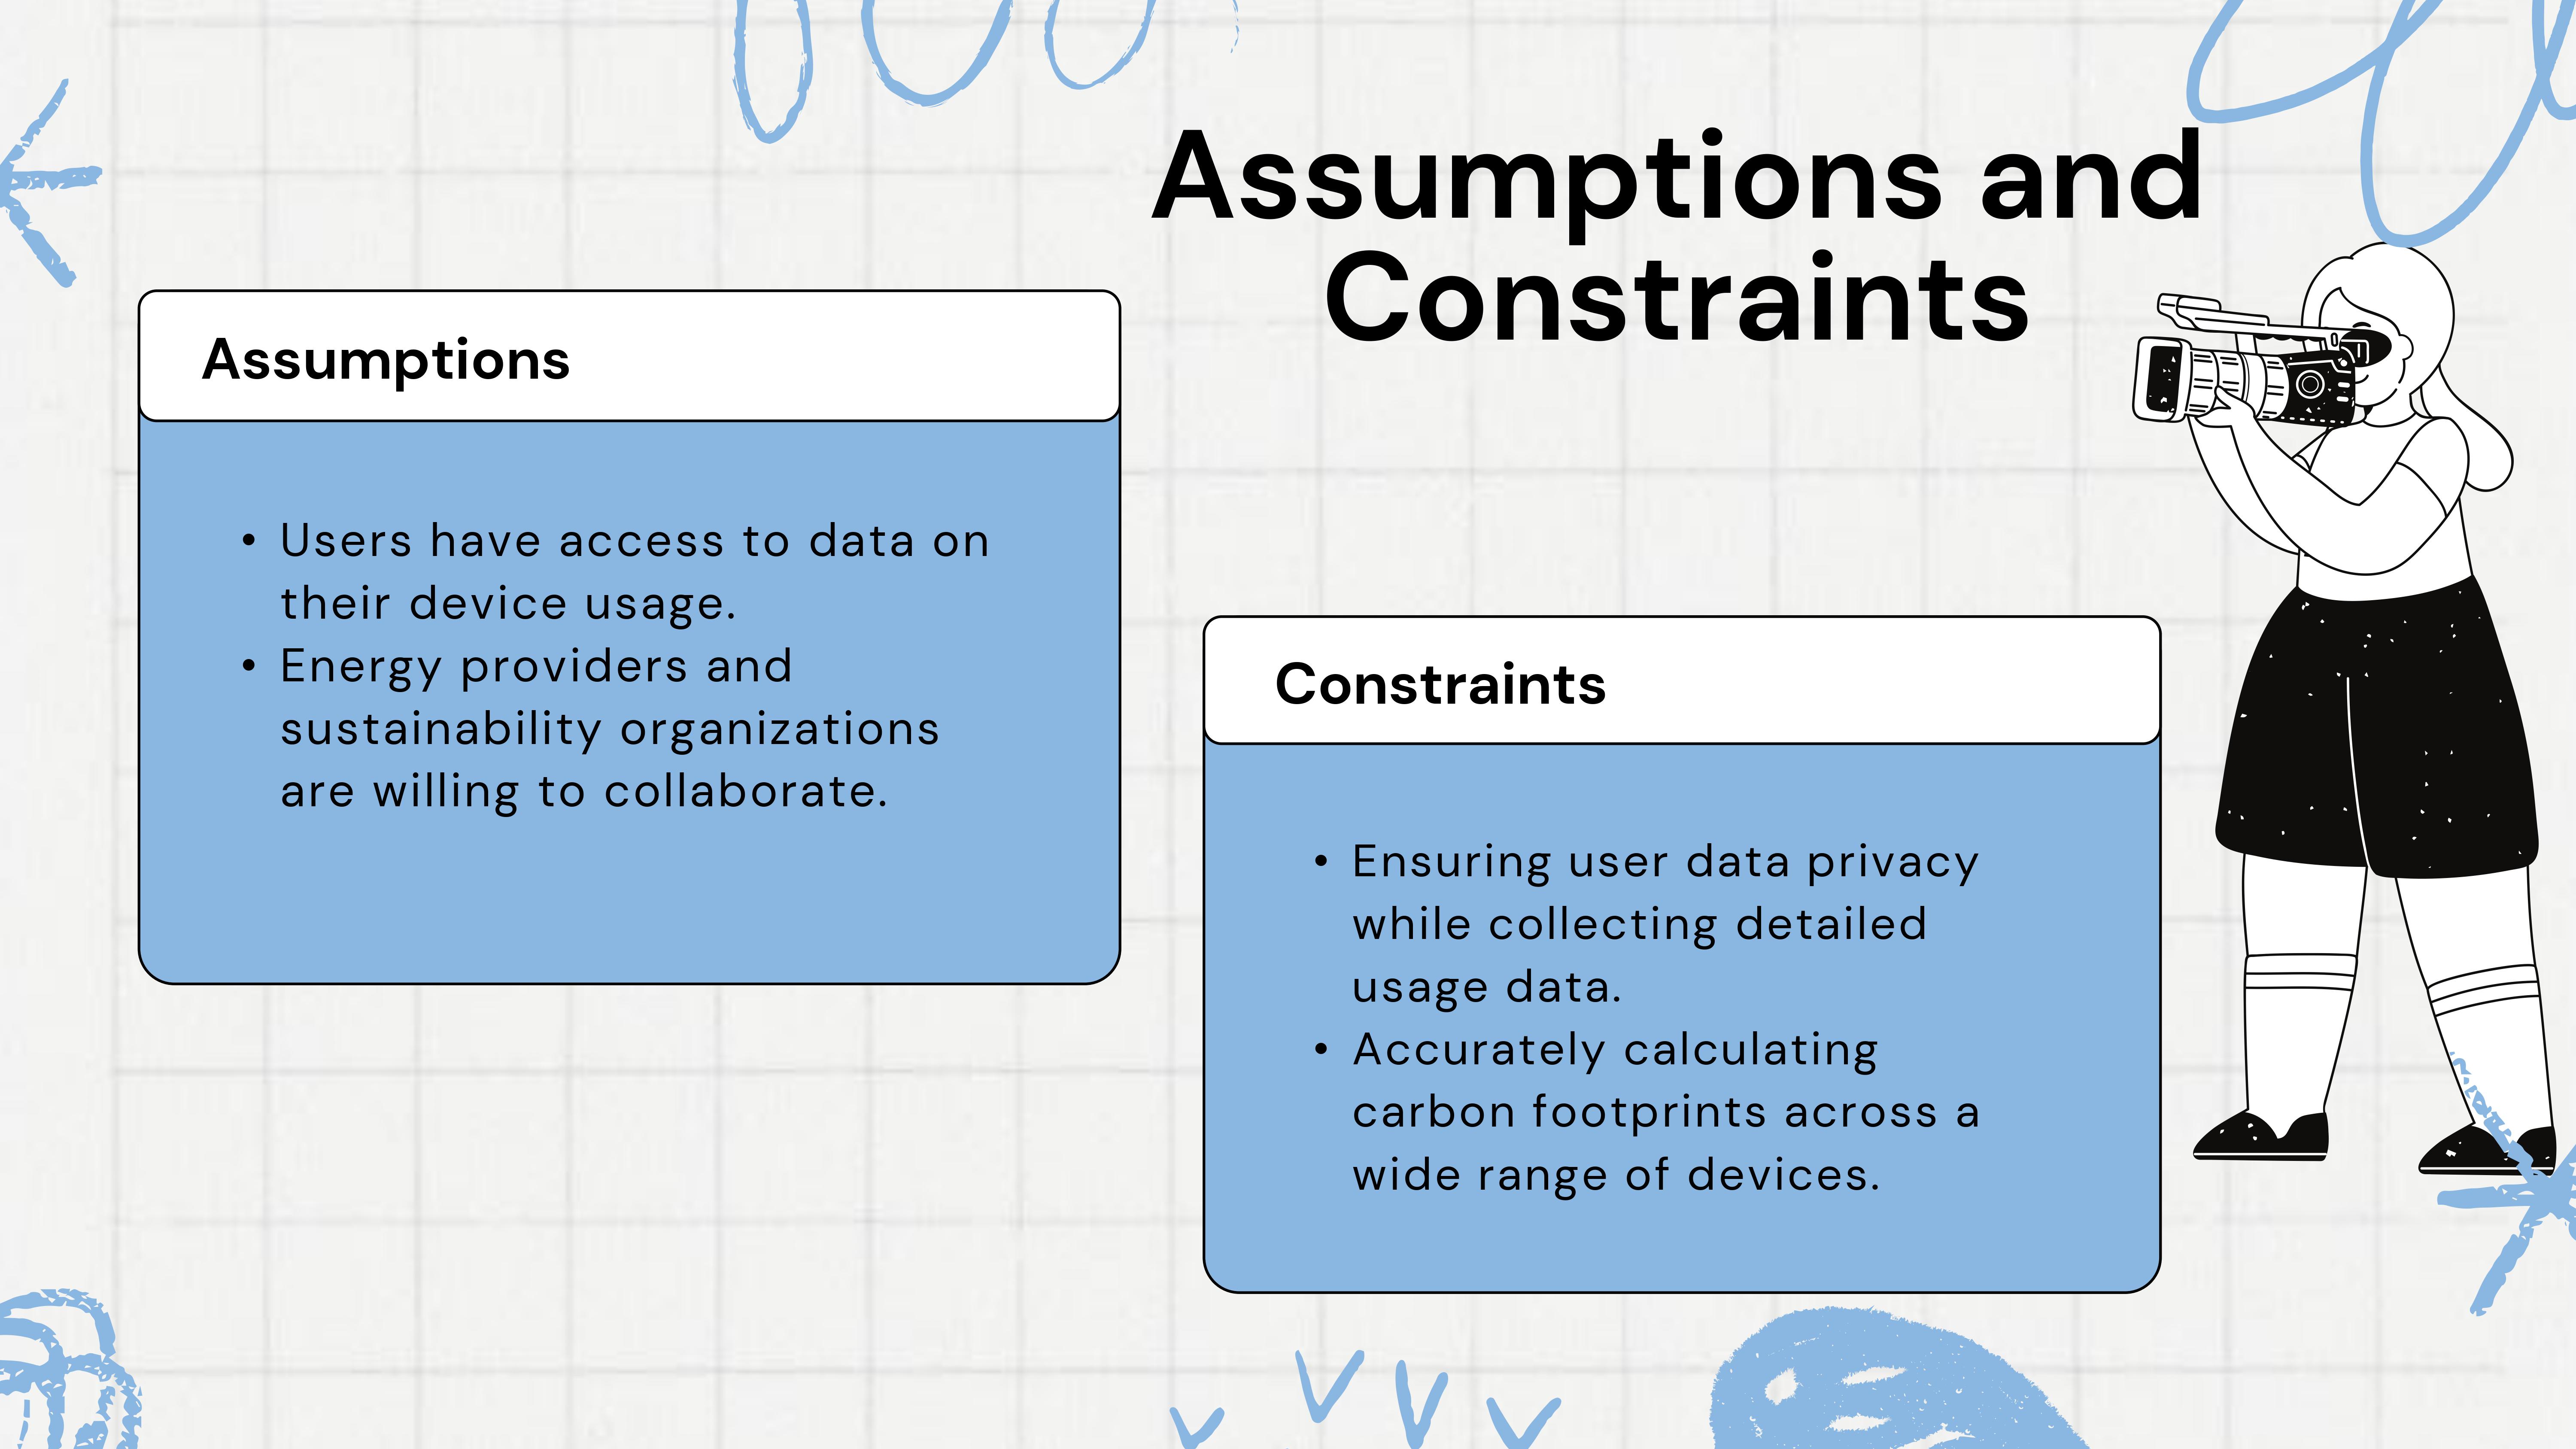 Assumptions and
Constraints
Assumptions
• Users have access to data on
their device usage.
• Energy providers and
sustainability organizations
are willing to collaborate.
Constraints
• Ensuring user data privacy
while collecting detailed
usage data.
• Accurately calculating
carbon footprints across a
wide range of devices.